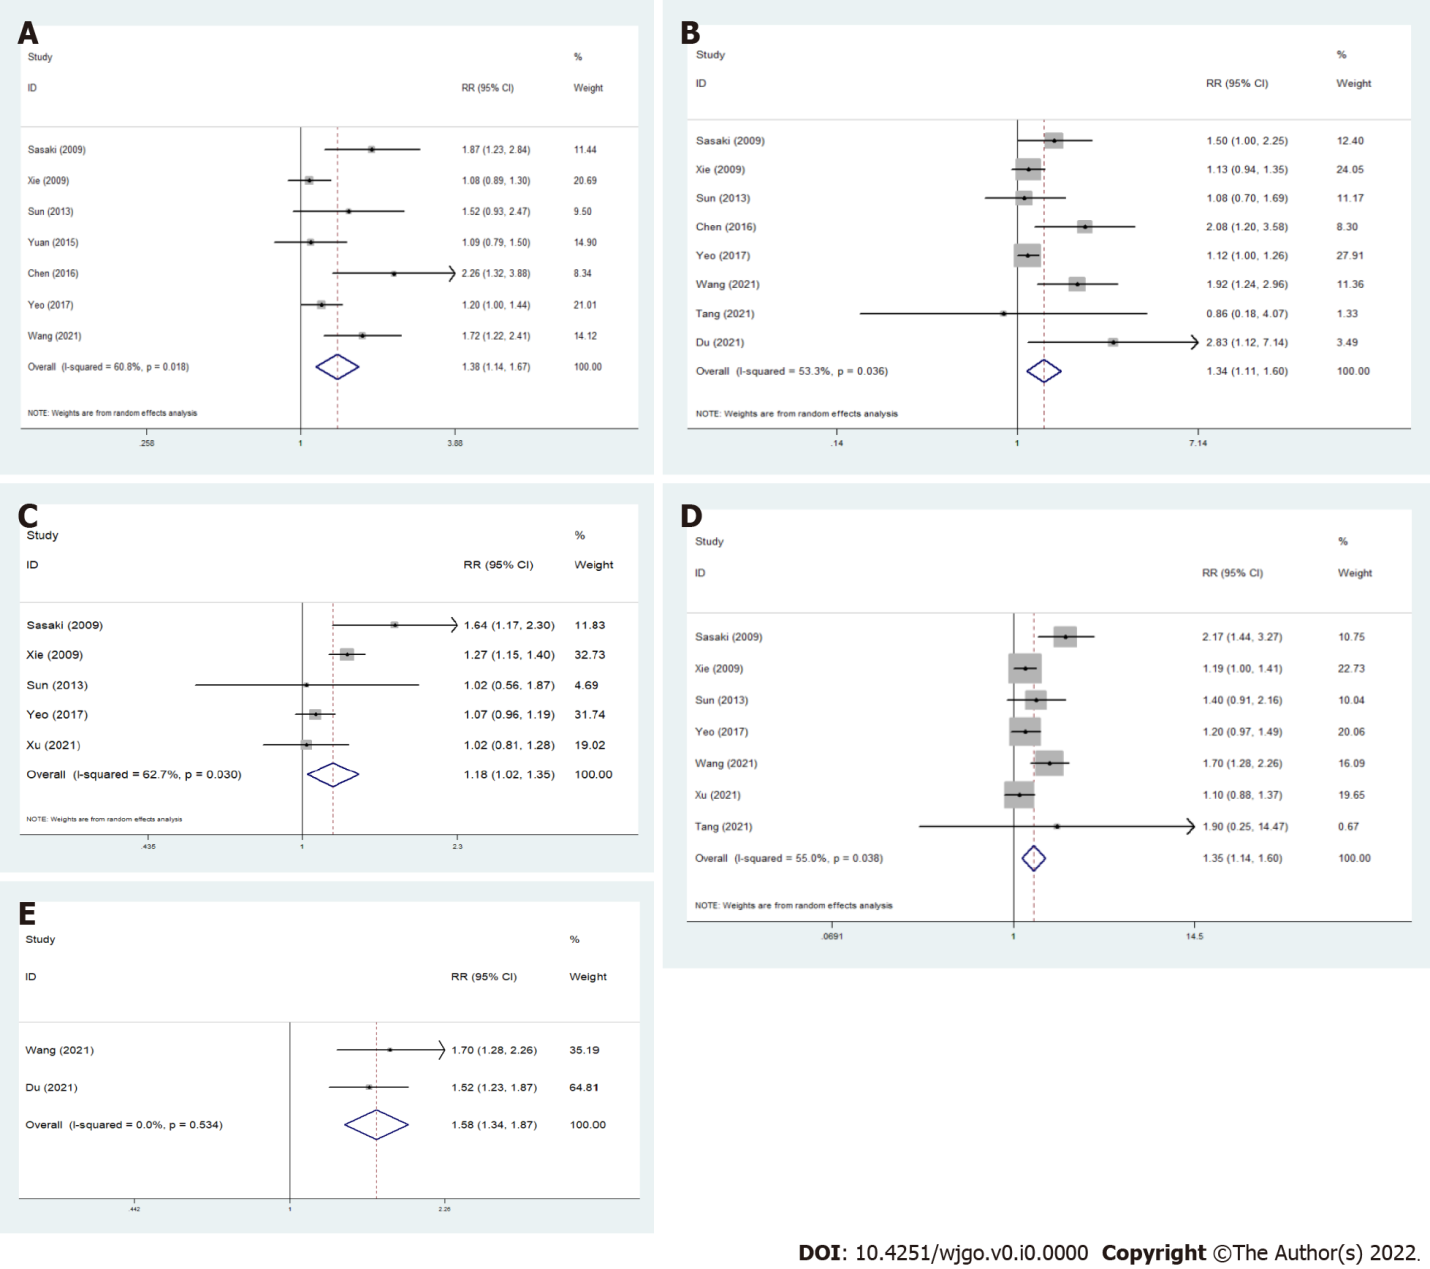 A
Study %
ID RR (95% CI) Weight
Sasaki (2009) 1.87 (1.23, 2.84) 11.44
Xie (2009) 1.08 (0.89, 1.30) 20.69
Sun (2013) 1.52 (0.93, 2.47) 9.50
Yuan (2015) 1.09 (0.79, 1.50) 14.90
Chen (2016) 2.26 (1.32, 3.88) 8.34
Yeo (2017) 1.20 (1.00, 1.44) 21.01
Wang (2021) 1.72 (1.22, 2.41) 14.12
Overall (I-squared = 60.8%, p = 0.018) 1.38 (1.14, 1.67) 100.00
NOTE: Weights are from random effects analysis
.258 1 3.88
B
Study %
ID RR (95% CI) Weight
Sasaki (2009) 1.50 (1.00, 2.25) 12.40
Xie (2009) 1.13 (0.94, 1.35) 24.05
Sun (2013) 1.08 (0.70, 1.69) 11.17
Chen (2016) 2.08 (1.20, 3.58) 8.30
Yeo (2017) 1.12 (1.00, 1.26) 27.91
Wang (2021) 1.92 (1.24, 2.96) 11.36
Tang (2021) 0.86 (0.18, 4.07) 1.33
Du (2021) 2.83 (1.12, 7.14) 3.49
Overall (I-squared = 53.3%, p = 0.036) 1.34 (1.11, 1.60) 100.00
NOTE: Weights are from random effects analysis
.14 1 7.14
C
Study %
ID RR (95% CI) Weight
Sasaki (2009) 1.64 (1.17, 2.30) 11.83
Xie (2009) 1.27 (1.15, 1.40) 32.73
Sun (2013) 1.02 (0.56, 1.87) 4.69
Yeo (2017) 1.07 (0.96, 1.19) 31.74
Xu (2021) 1.02 (0.81, 1.28) 19.02
Overall (I-squared = 62.7%, p = 0.030) 1.18 (1.02, 1.35) 100.00
NOTE: Weights are from random effects analysis
.435 1 2.3
D
Study %
ID RR (95% CI) Weight
Sasaki (2009) 2.17 (1.44, 3.27) 10.75
Xie (2009) 1.19 (1.00, 1.41) 22.73
Sun (2013) 1.40 (0.91, 2.16) 10.04
Yeo (2017) 1.20 (0.97, 1.49) 20.06
Wang (2021) 1.70 (1.28, 2.26) 16.09
Xu (2021) 1.10 (0.88, 1.37) 19.65
Tang (2021) 1.90 (0.25, 14.47) 0.67
Overall (I-squared = 55.0%, p = 0.038) 1.35 (1.14, 1.60) 100.00
NOTE: Weights are from random effects analysis
.0691 1 14.5
E
Study %
ID RR (95% CI) Weight
Wang (2021) 1.70 (1.28, 2.26) 35.19
Du (2021) 1.52 (1.23, 1.87) 64.81
Overall (I-squared = 0.0%, p = 0.534) 1.58 (1.34, 1.87) 100.00
.442 1 2.26
DOI: 10.4251/wjgo.v0.i0.0000 Copyright ©The Author(s) 2022.